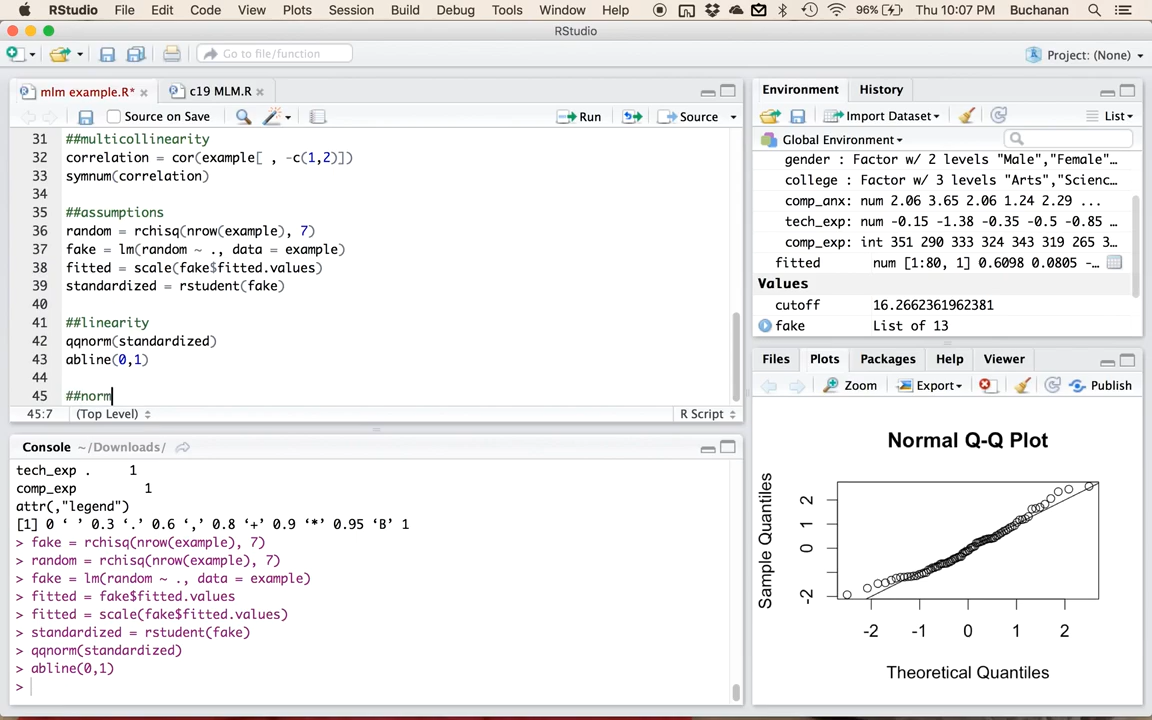 RStudio File Edit Code View Plots Session Build Debug Tools Window Help 96% Thu 10:07 PM Buchanan
RStudio
Go to file/function
Project: (None)
mlm example.R*
c19 MLM.R
Source on Save
Run
Source
31 ##multicollinearity
32 correlation = cor(example[ , -c(1,2)])
33 symnum(correlation)
34
35 ##assumptions
36 random = rchisq(nrow(example), 7)
37 fake = lm(random ~ ., data = example)
38 fitted = scale(fake$fitted.values)
39 standardized = rstudent(fake)
40
41 ##linearity
42 qqnorm(standardized)
43 abline(0,1)
44
45 ##norm
45:7 (Top Level) R Script
Console ~/Downloads/
tech_exp . 1
comp_exp 1
attr(,"legend")
[1] 0 ‘ ’ 0.3 ‘.’ 0.6 ‘,’ 0.8 ‘+’ 0.9 ‘*’ 0.95 ‘B’ 1
> fake = rchisq(nrow(example), 7)
> random = rchisq(nrow(example), 7)
> fake = lm(random ~ ., data = example)
> fitted = fake$fitted.values
> fitted = scale(fake$fitted.values)
> standardized = rstudent(fake)
> qqnorm(standardized)
> abline(0,1)
>
Environment History
Import Dataset List
Global Environment
gender : Factor w/ 2 levels "Male","Female"…
college : Factor w/ 3 levels "Arts","Scienc…
comp_anx: num 2.06 3.65 2.06 1.24 2.29 ...
tech_exp: num -0.15 -1.38 -0.35 -0.5 -0.85 …
comp_exp: int 351 290 333 324 343 319 265 3…
fitted num [1:80, 1] 0.6098 0.0805 -…
Values
cutoff 16.2662361962381
fake List of 13
Files Plots Packages Help Viewer
Zoom Export Publish
Normal Q-Q Plot
Sample Quantiles
2
1
0
-2
-2 -1 0 1 2
Theoretical Quantiles